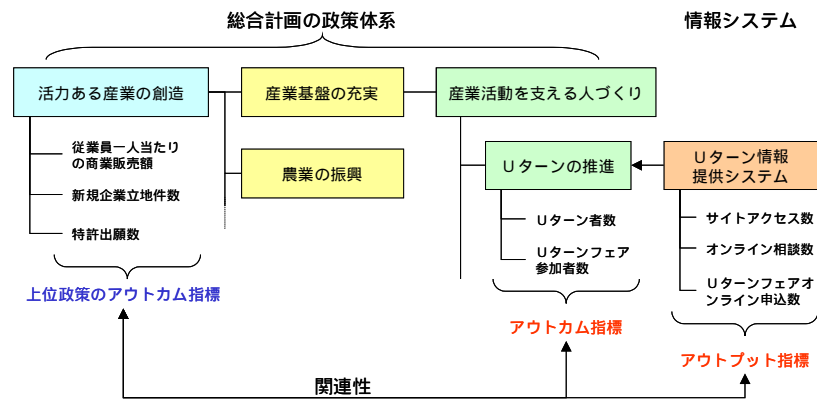 総合計画の政策体系
情報システム
活力ある産業の創造
産業基盤の充実
産業活動を支える人づくり
従業員一人当たり
の商業販売額
新規企業立地件数
特許出願数
農業の振興
Uターンの推進
Uターン情報
提供システム
Uターン者数
Uターンフェア
参加者数
サイトアクセス数
オンライン相談数
Uターンフェアオ
ンライン申込数
上位政策のアウトカム指標
アウトカム指標
アウトプット指標
関連性